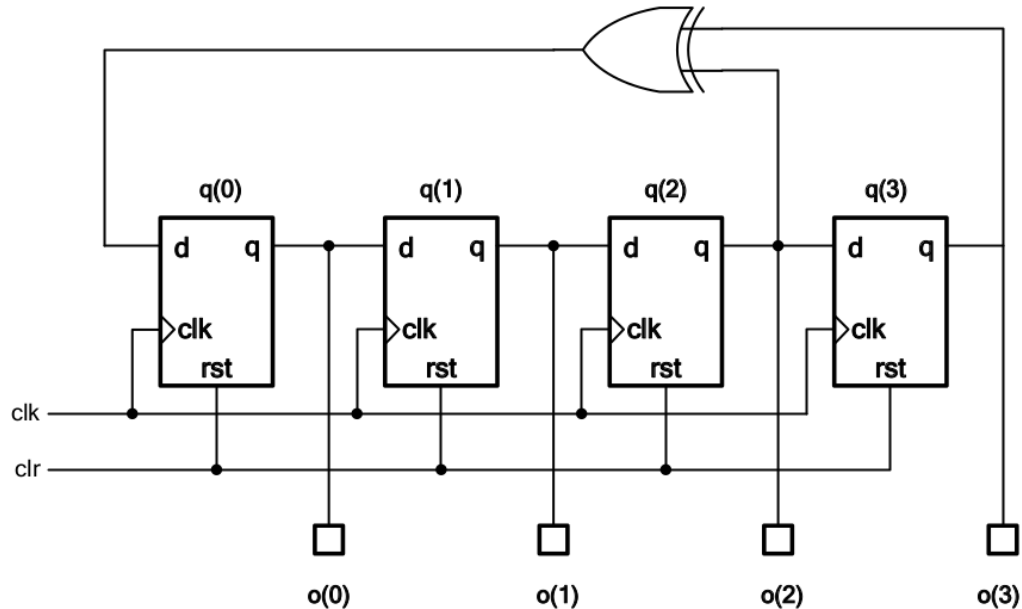 q(0) q(1) q(2) q(3)
d q d q d q d q
clk clk clk clk
rst rst rst rst
clk
clr
o(0) o(1) o(2) o(3)